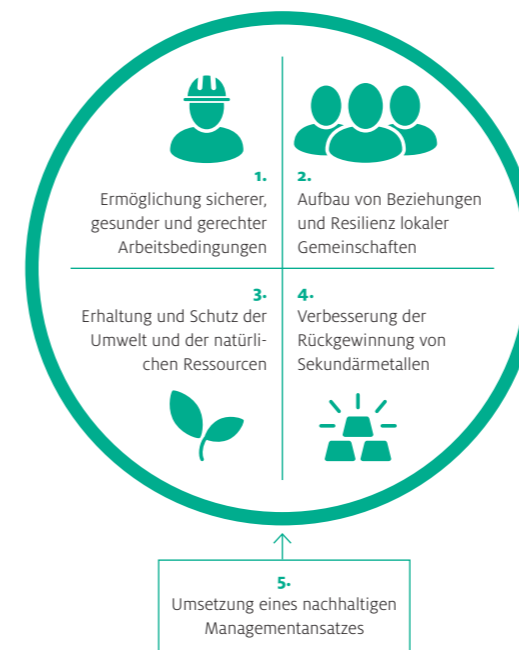 1.
Ermöglichung sicherer,
gesunder und gerechter
Arbeitsbedingungen
2.
Aufbau von Beziehungen
und Resilienz lokaler
Gemeinschaften
3.
Erhaltung und Schutz der
Umwelt und der natürli-
chen Ressourcen
4.
Verbesserung der
Rückgewinnung von
Sekundärmetallen
5.
Umsetzung eines nachhaltigen
Managementansatzes